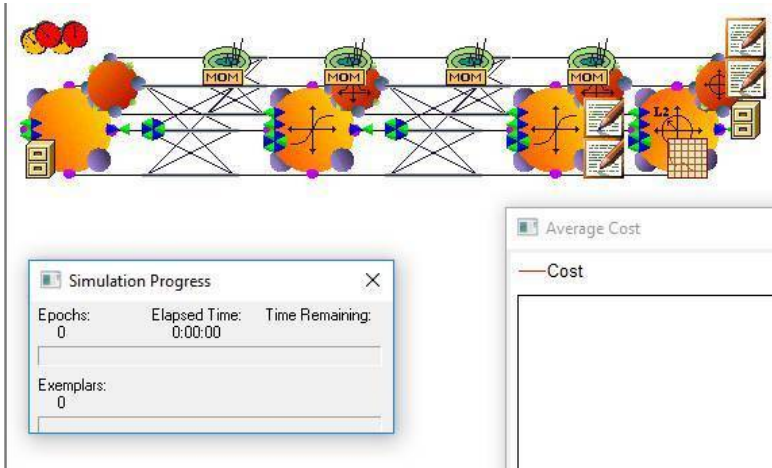 MOM
MOM
MOM
MOM
L2
Simulation Progress
Epochs:
0
Elapsed Time:
0:00:00
Time Remaining:
Exemplars:
0
Average Cost
Cost